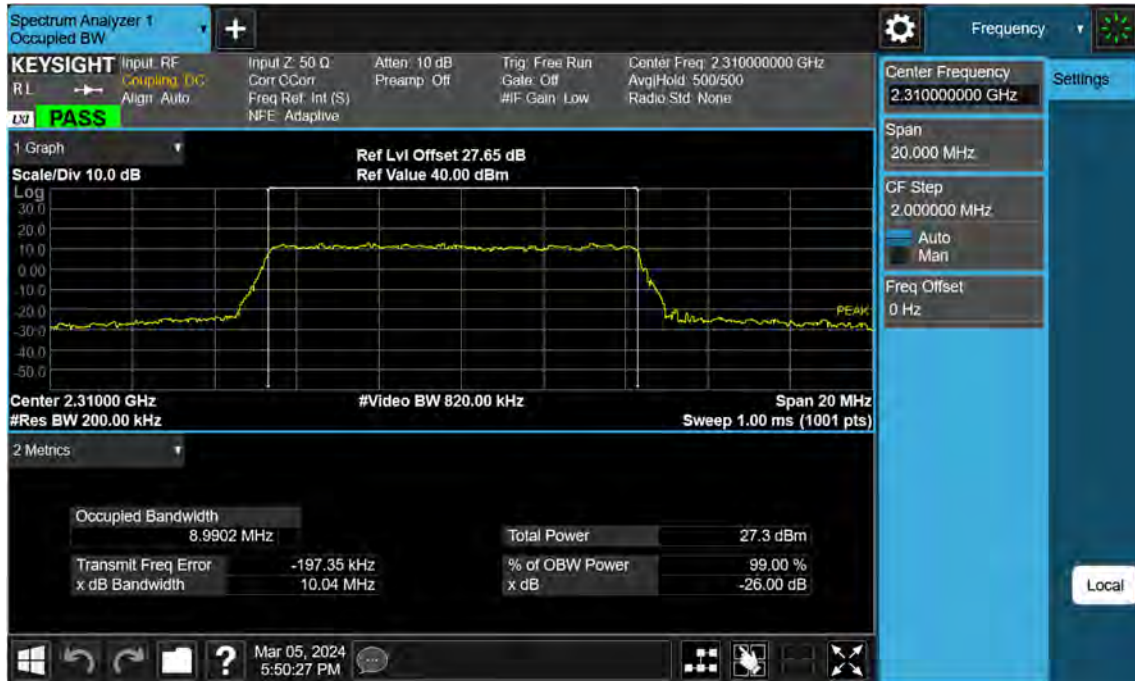 Spectrum Analyzer 1
Occupied BW
+
Frequency
KEYSIGHT
RL
LXI PASS
Input: RF
Coupling: DC
Align: Auto
Input Z: 50 Ω
Corr CCorr
Freq Ref: Int (S)
NFE: Adaptive
Atten: 10 dB
Preamp: Off
Trig: Free Run
Gate: Off
#IF Gain: Low
Center Freq: 2.310000000 GHz
Avg|Hold: 500/500
Radio Std: None
1 Graph
Scale/Div 10.0 dB
Ref Lvl Offset 27.65 dB
Ref Value 40.00 dBm
Log
30.0
20.0
10.0
0.00
-10.0
-20.0
-30.0
-40.0
-50.0
PEAK
Center 2.31000 GHz
#Video BW 820.00 kHz
Span 20 MHz
#Res BW 200.00 kHz
Sweep 1.00 ms (1001 pts)
2 Metrics
Occupied Bandwidth
8.9902 MHz
Total Power 27.3 dBm
Transmit Freq Error -197.35 kHz
% of OBW Power 99.00 %
x dB Bandwidth 10.04 MHz
x dB -26.00 dB
Center Frequency
2.310000000 GHz
Settings
Span
20.000 MHz
CF Step
2.000000 MHz
Auto
Man
Freq Offset
0 Hz
Local
?
Mar 05, 2024
5:50:27 PM